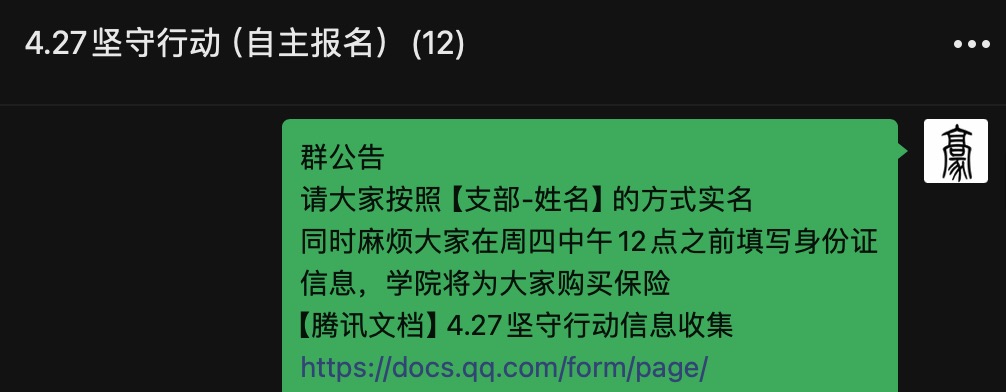 4.27坚守行动（自主报名）(12)
豪
群公告
请大家按照【支部-姓名】的方式实名
同时麻烦大家在周四中午12点之前填写身份证
信息，学院将为大家购买保险
【腾讯文档】4.27坚守行动信息收集
https://docs.qq.com/form/page/